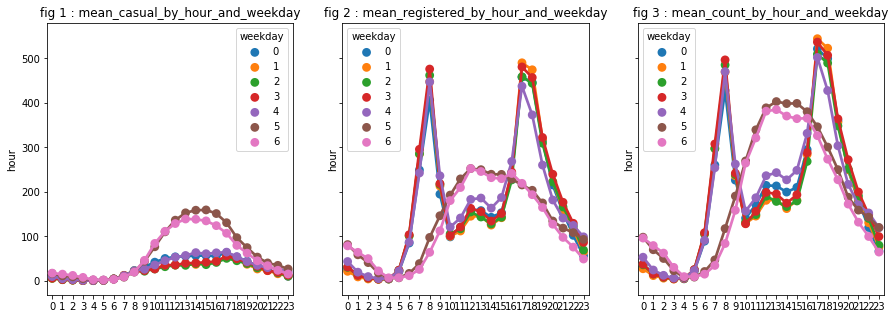 fig 1 : mean_casual_by_hour_and_weekday
500
400
300
200
100
0
hour
weekday
0
1
2
3
4
5
6
0 1 2 3 4 5 6 7 8 9 10 11 12 13 14 15 16 17 18 19 20 21 22 23
fig 2 : mean_registered_by_hour_and_weekday
hour
weekday
0
1
2
3
4
5
6
0 1 2 3 4 5 6 7 8 9 10 11 12 13 14 15 16 17 18 19 20 21 22 23
fig 3 : mean_count_by_hour_and_weekday
hour
weekday
0
1
2
3
4
5
6
0 1 2 3 4 5 6 7 8 9 10 11 12 13 14 15 16 17 18 19 20 21 22 23